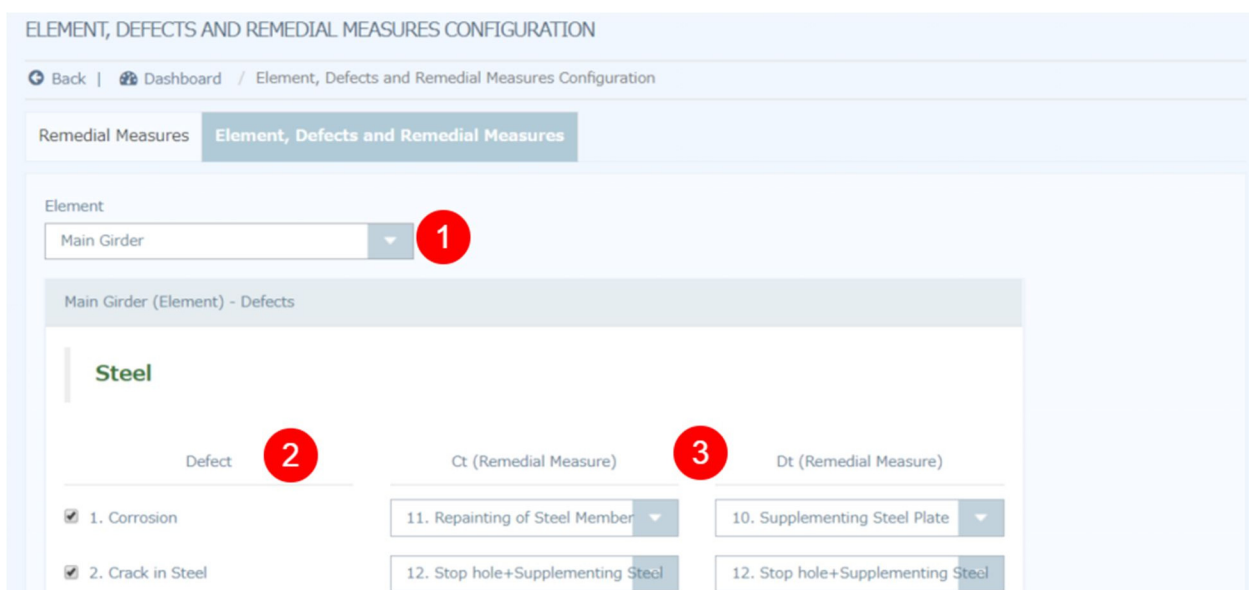 ELEMENT, DEFECTS AND REMEDIAL MEASURES CONFIGURATION
Back | Dashboard / Element, Defects and Remedial Measures Configuration
Remedial Measures Element, Defects and Remedial Measures
Element
Main Girder 1
Main Girder (Element) - Defects
Steel
Defect 2 Ct (Remedial Measure) 3 Dt (Remedial Measure)
1. Corrosion 11. Repainting of Steel Member 10. Supplementing Steel Plate
2. Crack in Steel 12. Stop hole+Supplementing Steel 12. Stop hole+Supplementing Steel